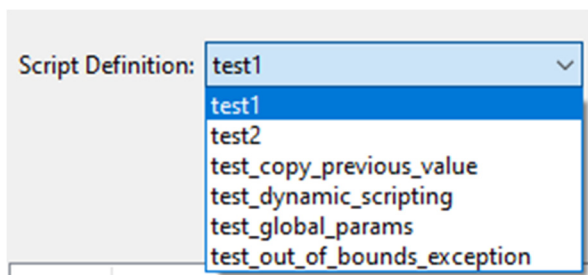 Script Definition: test1
test1
test2
test_copy_previous_value
test_dynamic_scripting
test_global_params
test_out_of_bounds_exception